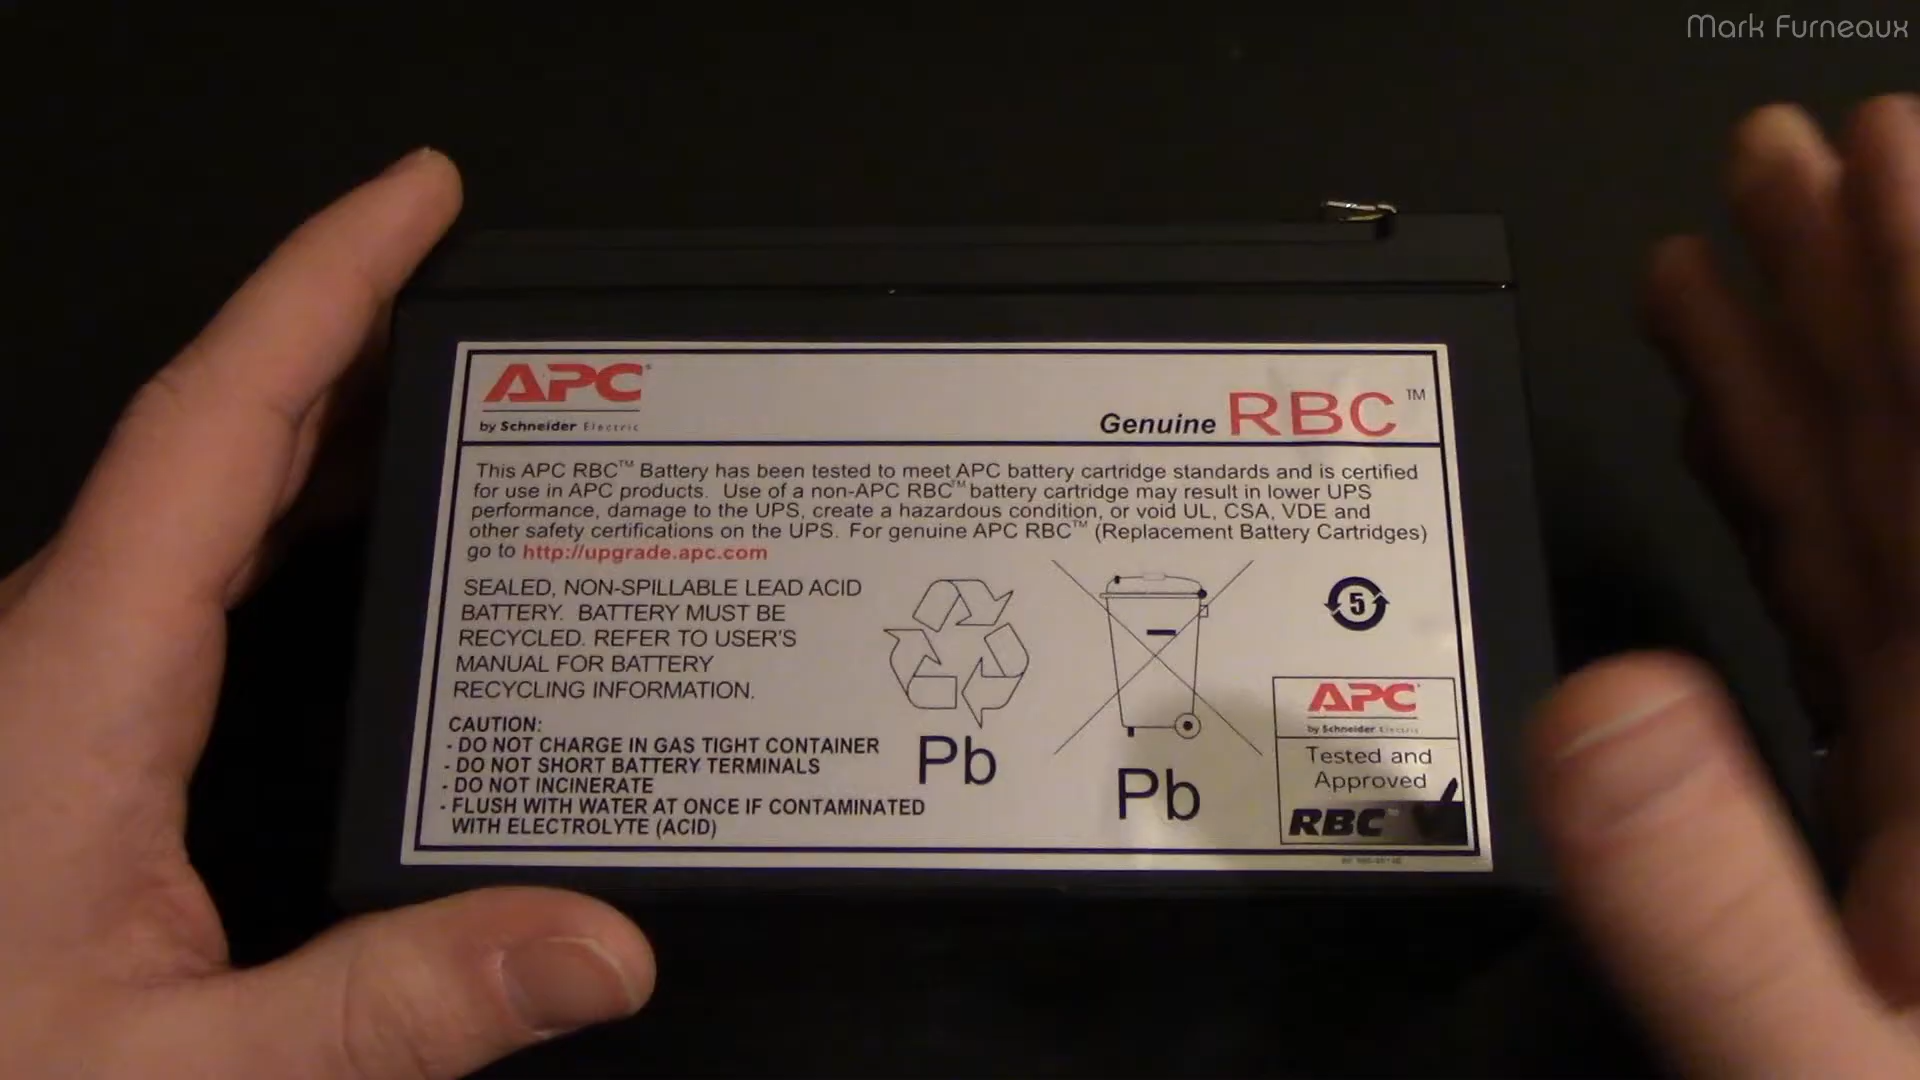 Mark Furneaux
APC
by Schneider Electric
Genuine RBC™
This APC RBC™ Battery has been tested to meet APC battery cartridge standards and is certified
for use in APC products. Use of a non-APC RBC™ battery cartridge may result in lower UPS
performance, damage to the UPS, create a hazardous condition, or void UL, CSA, VDE and
other safety certifications on the UPS. For genuine APC RBC™ (Replacement Battery Cartridges)
go to http://upgrade.apc.com
SEALED, NON-SPILLABLE LEAD ACID
BATTERY. BATTERY MUST BE
RECYCLED. REFER TO USER'S
MANUAL FOR BATTERY
RECYCLING INFORMATION.
CAUTION:
- DO NOT CHARGE IN GAS TIGHT CONTAINER
- DO NOT SHORT BATTERY TERMINALS
- DO NOT INCINERATE
- FLUSH WITH WATER AT ONCE IF CONTAMINATED
WITH ELECTROLYTE (ACID)
Pb
Pb
5
APC
by Schneider Electric
Tested and
Approved
RBC™